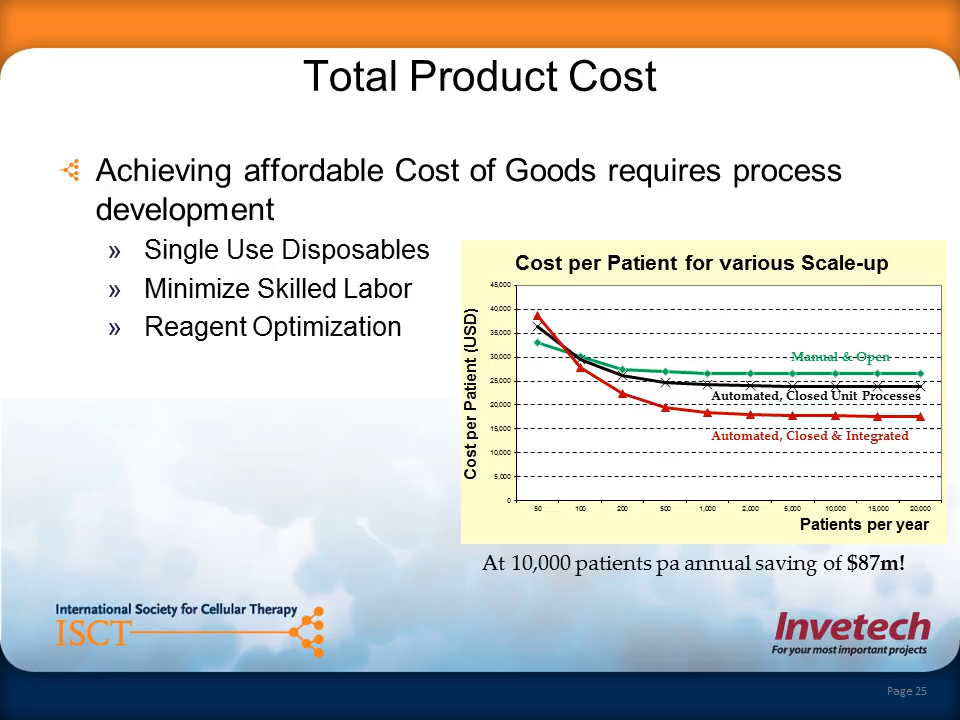 Total Product Cost
Achieving affordable Cost of Goods requires process
development
» Single Use Disposables
» Minimize Skilled Labor
» Reagent Optimization
Cost per Patient for various Scale-up
Cost per Patient (USD)
45,000
40,000
35,000
30,000
25,000
20,000
15,000
10,000
5,000
0
Manual & Open
Automated, Closed Unit Processes
Automated, Closed & Integrated
50 100 200 500 1,000 2,000 5,000 10,000 15,000 20,000
Patients per year
At 10,000 patients pa annual saving of $87m!
International Society for Cellular Therapy
ISCT
Invetech
For your most important projects
Page 25